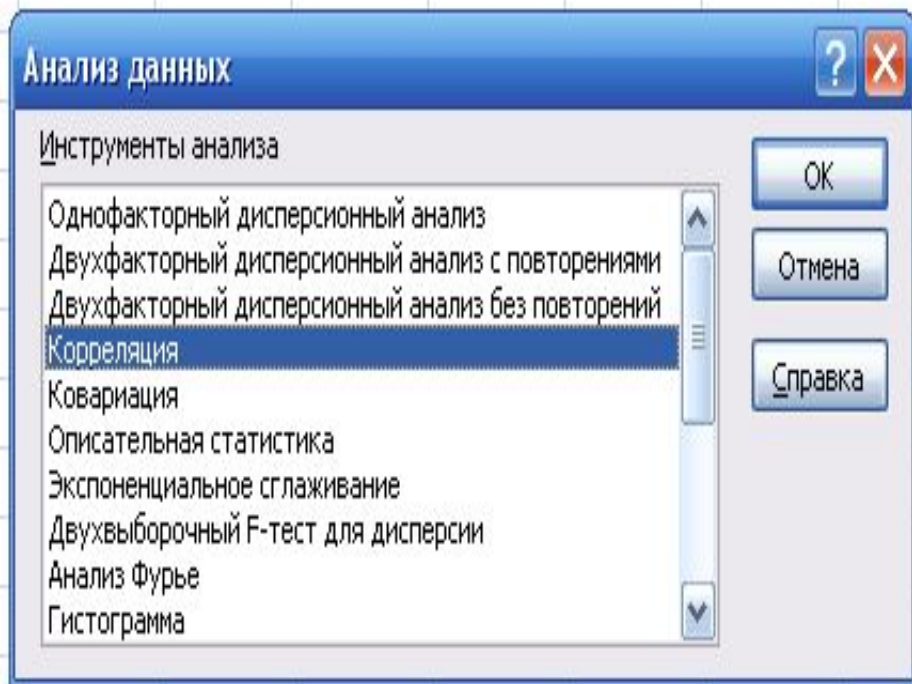 Анализ данных
Инструменты анализа
Однофакторный дисперсионный анализ
Двухфакторный дисперсионный анализ с повторениями
Двухфакторный дисперсионный анализ без повторений
Корреляция
Ковариация
Описательная статистика
Экспоненциальное сглаживание
Двухвыборочный F-тест для дисперсии
Анализ Фурье
Гистограмма
ОК
Отмена
Справка